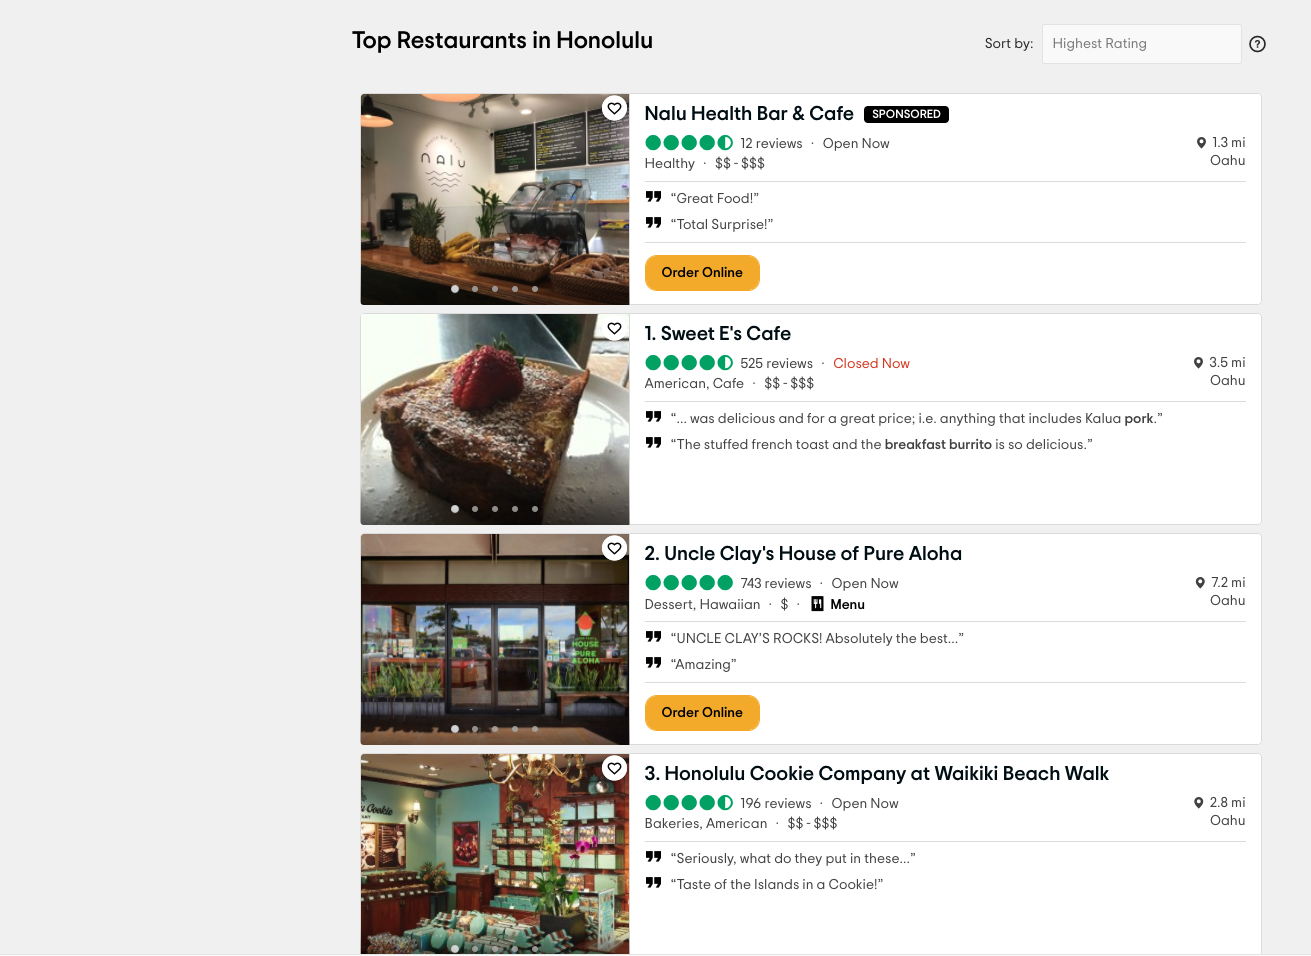 Top Restaurants in Honolulu
Sort by: Highest Rating
nalu
Nalu Health Bar & Cafe SPONSORED
12 reviews · Open Now
1.3 mi
Healthy · $$ - $$$
Oahu
“Great Food!”
“Total Surprise!”
Order Online
1. Sweet E's Cafe
525 reviews · Closed Now
3.5 mi
American, Cafe · $$ - $$$
Oahu
“... was delicious and for a great price; i.e. anything that includes Kalua pork.”
“The stuffed french toast and the breakfast burrito is so delicious.”
HOUSE
OF
PURE
ALOHA
2. Uncle Clay's House of Pure Aloha
743 reviews · Open Now
7.2 mi
Dessert, Hawaiian · $ · Menu
Oahu
“UNCLE CLAY’S ROCKS! Absolutely the best...”
“Amazing”
Order Online
Cookie
3. Honolulu Cookie Company at Waikiki Beach Walk
196 reviews · Open Now
2.8 mi
Bakeries, American · $$ - $$$
Oahu
“Seriously, what do they put in these...”
“Taste of the Islands in a Cookie!”